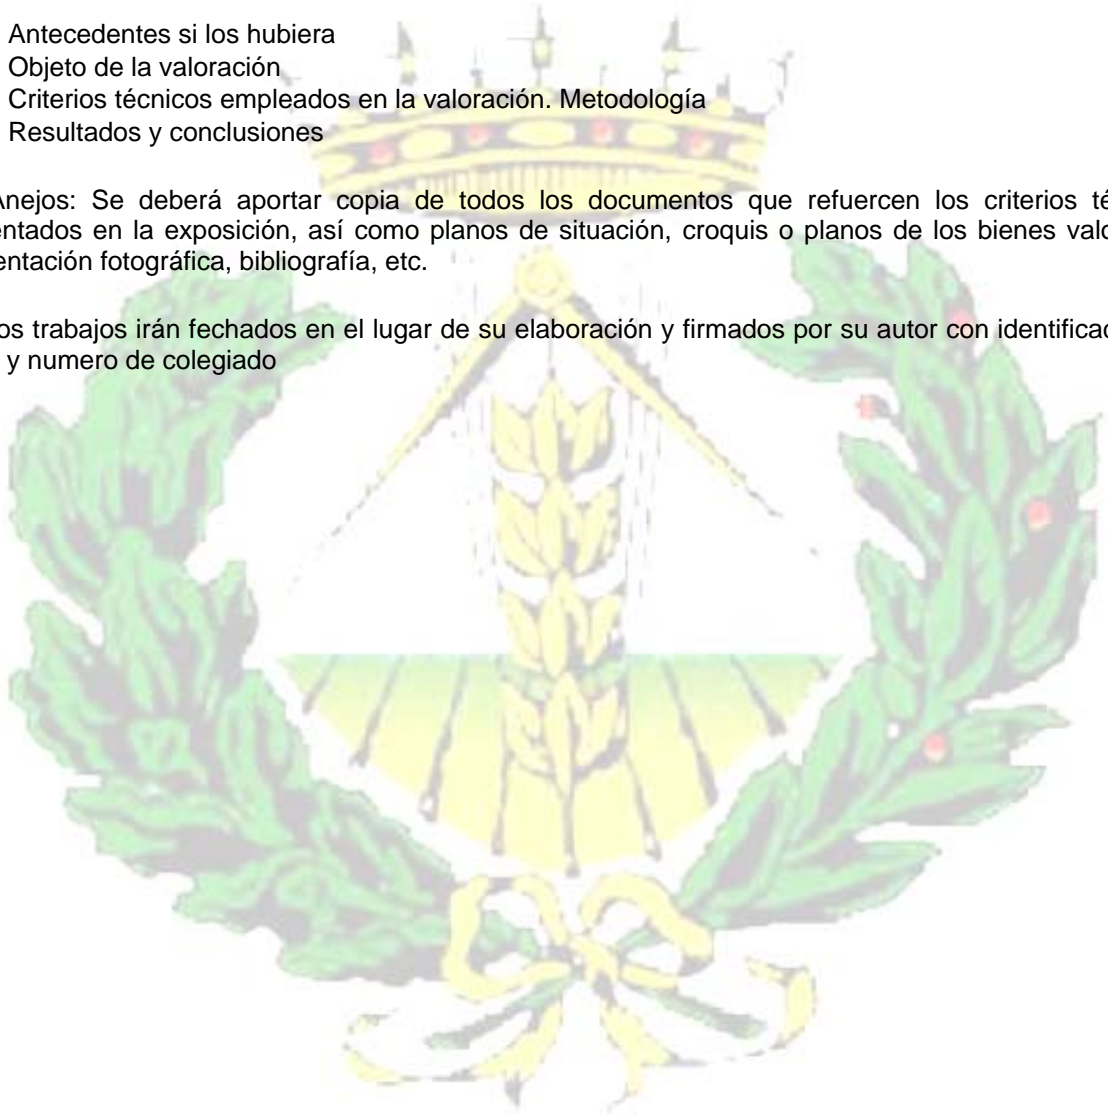 Antecedentes si los hubiera
Objeto de la valoración
Criterios técnicos empleados en la valoración. Metodología
Resultados y conclusiones
Anejos: Se deberá aportar copia de todos los documentos que refuercen los criterios té
entados en la exposición, así como planos de situación, croquis o planos de los bienes valo
entación fotográfica, bibliografía, etc.
os trabajos irán fechados en el lugar de su elaboración y firmados por su autor con identificac
y numero de colegiado